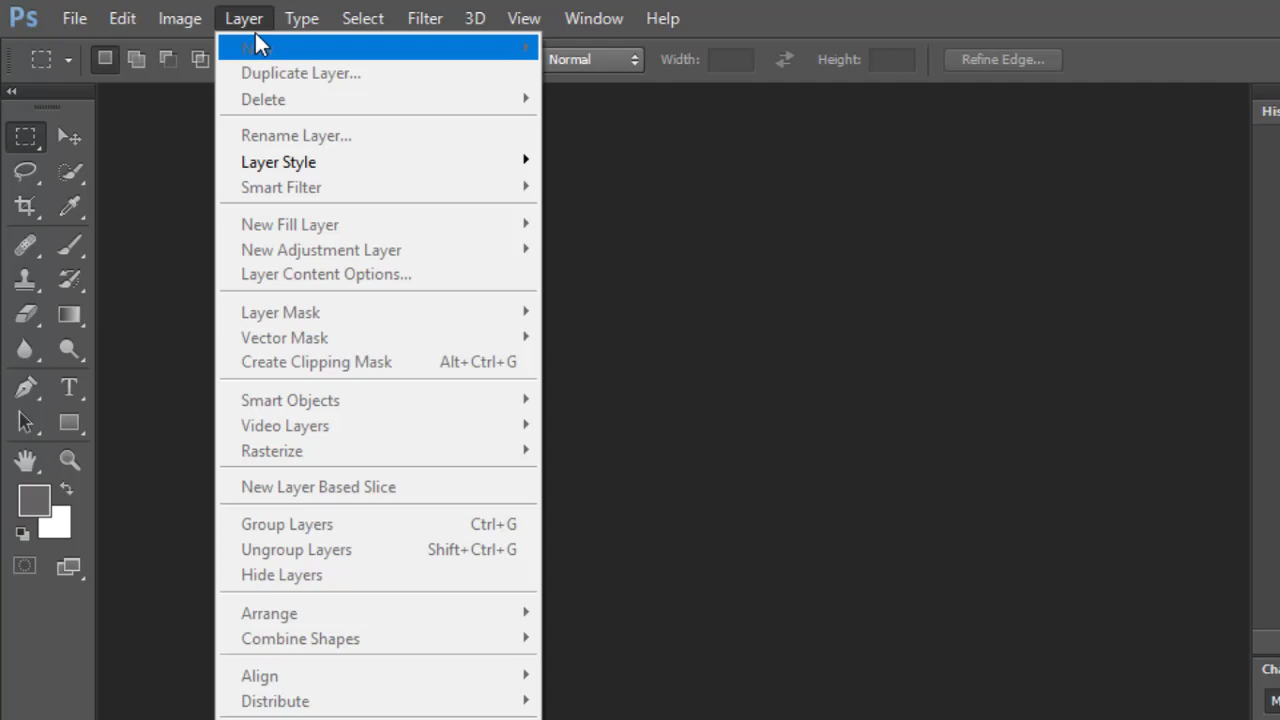 Ps File Edit Image Layer Type Select Filter 3D View Window Help
Normal Width: Height: Refine Edge...
Duplicate Layer...
Delete
Rename Layer...
Layer Style
Smart Filter
New Fill Layer
New Adjustment Layer
Layer Content Options...
Layer Mask
Vector Mask
Create Clipping Mask Alt+Ctrl+G
Smart Objects
Video Layers
Rasterize
New Layer Based Slice
Group Layers Ctrl+G
Ungroup Layers Shift+Ctrl+G
Hide Layers
Arrange
Combine Shapes
Align
Distribute